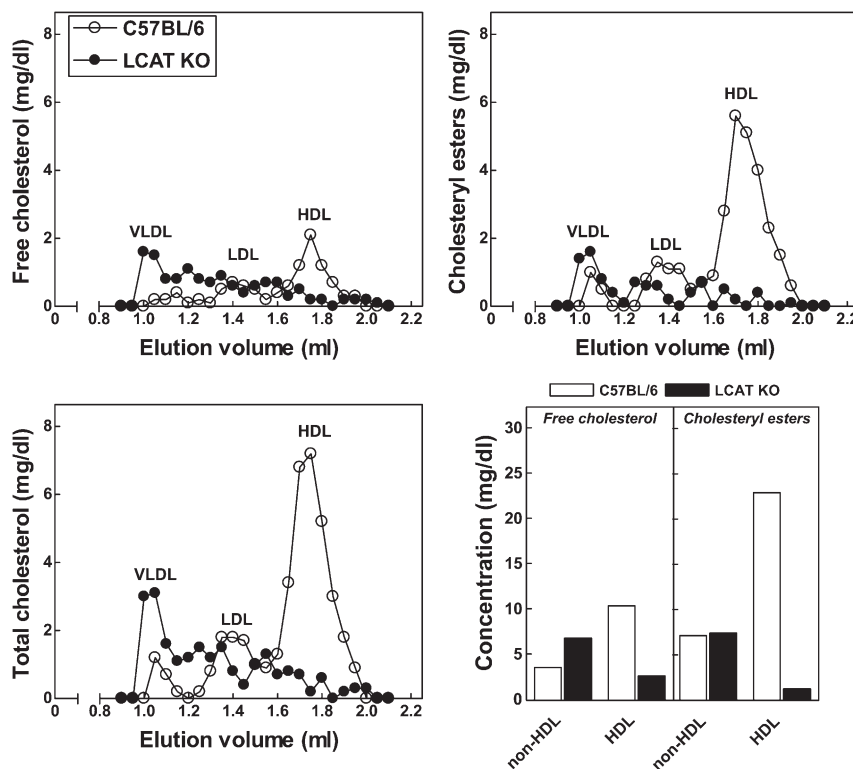 C57BL/6
LCAT KO
Free cholesterol (mg/dl)
8
6
4
2
0
VLDL
LDL
HDL
0 0.8 1.0 1.2 1.4 1.6 1.8 2.0 2.2
Elution volume (ml)
Cholesteryl esters (mg/dl)
8
6
4
2
0
VLDL
LDL
HDL
0 0.8 1.0 1.2 1.4 1.6 1.8 2.0 2.2
Elution volume (ml)
Total cholesterol (mg/dl)
8
6
4
2
0
VLDL
LDL
HDL
0 0.8 1.0 1.2 1.4 1.6 1.8 2.0 2.2
Elution volume (ml)
C57BL/6 LCAT KO
Free cholesterol Cholesteryl esters
Concentration (mg/dl)
30
20
10
5
0
non-HDL HDL non-HDL HDL